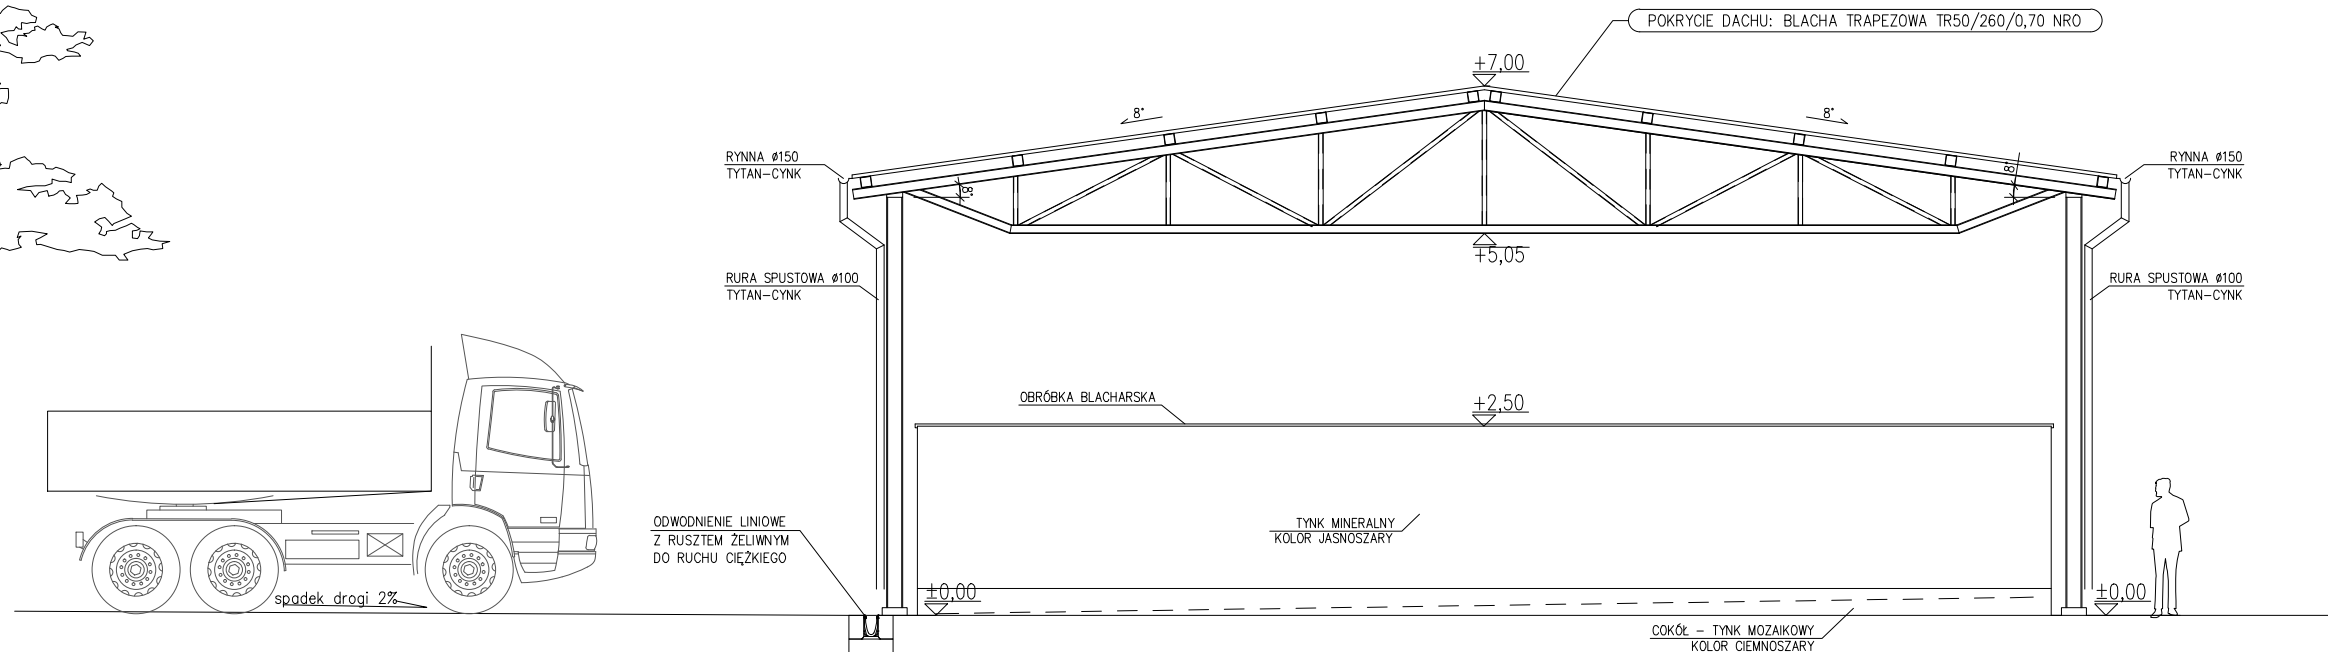 POKRYCIE DACHU: BLACHA TRAPEZOWA TR50/260/0,70 NRO
+7,00
8°
8°
RYNNA ø150
TYTAN-CYNK
RYNNA ø150
TYTAN-CYNK
8°
8°
+5,05
RURA SPUSTOWA ø100
TYTAN-CYNK
RURA SPUSTOWA ø100
TYTAN-CYNK
OBRÓBKA BLACHARSKA
+2,50
ODWODNIENIE LINIOWE
Z RUSZTEM ŻELIWNYM
DO RUCHU CIĘŻKIEGO
TYNK MINERALNY
KOLOR JASNOSZARY
spadek drogi 2%
±0,00
±0,00
COKÓŁ - TYNK MOZAIKOWY
KOLOR CIEMNOSZARY